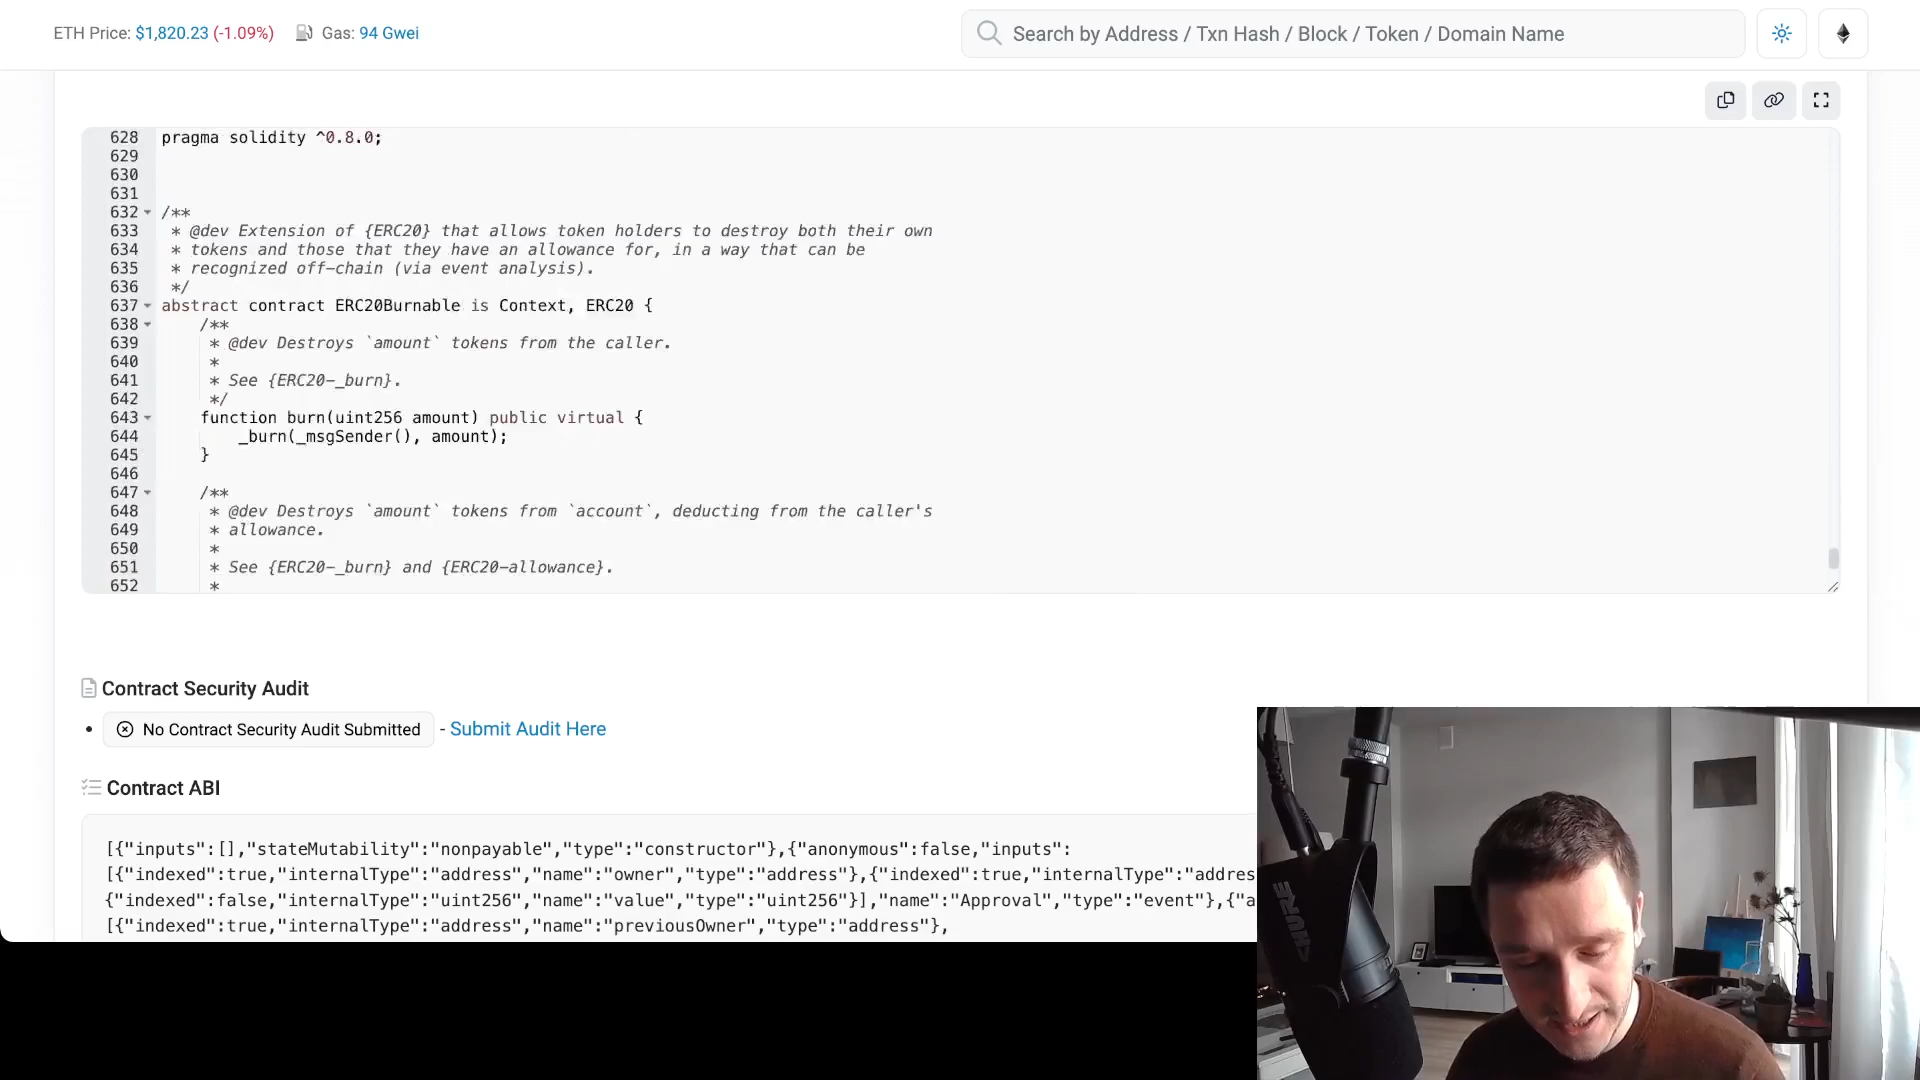 ETH Price: $1,820.23 (-1.09%) Gas: 94 Gwei
Search by Address / Txn Hash / Block / Token / Domain Name
628 pragma solidity ^0.8.0;
629
630
631
632 /**
633 * @dev Extension of {ERC20} that allows token holders to destroy both their own
634 * tokens and those that they have an allowance for, in a way that can be
635 * recognized off-chain (via event analysis).
636 */
637 abstract contract ERC20Burnable is Context, ERC20 {
638 /**
639 * @dev Destroys `amount` tokens from the caller.
640 *
641 * See {ERC20-_burn}.
642 */
643 function burn(uint256 amount) public virtual {
644 _burn(_msgSender(), amount);
645 }
646
647 /**
648 * @dev Destroys `amount` tokens from `account`, deducting from the caller's
649 * allowance.
650 *
651 * See {ERC20-_burn} and {ERC20-allowance}.
652 *
Contract Security Audit
• No Contract Security Audit Submitted - Submit Audit Here
Contract ABI
[{"inputs":[],"stateMutability":"nonpayable","type":"constructor"},{"anonymous":false,"inputs":
[{"indexed":true,"internalType":"address","name":"owner","type":"address"},{"indexed":true,"internalType":"addres
{"indexed":false,"internalType":"uint256","name":"value","type":"uint256"}],"name":"Approval","type":"event"},{"a
[{"indexed":true,"internalType":"address","name":"previousOwner","type":"address"},
SHURE